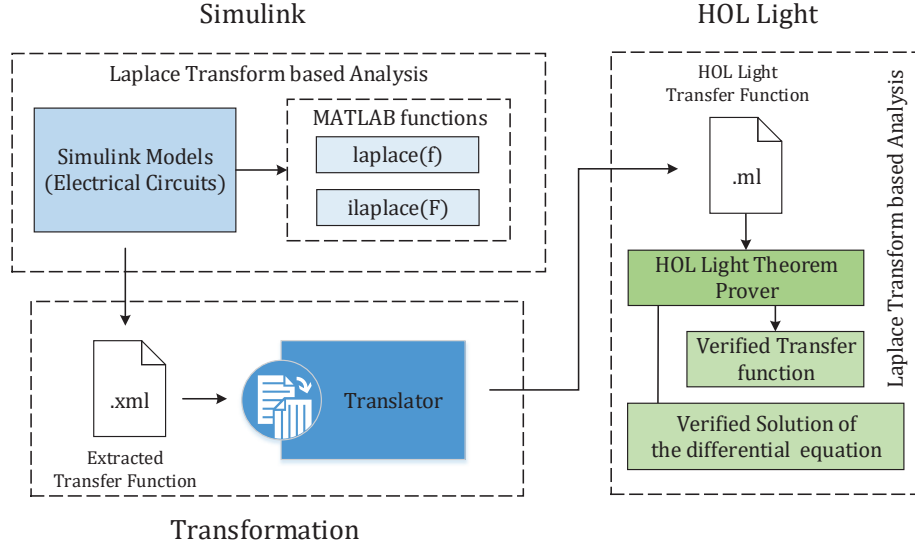 Simulink
Laplace Transform based Analysis
Simulink Models
(Electrical Circuits)
MATLAB functions
laplace(f)
ilaplace(F)
.xml
Extracted
Transfer Function
Translator
Transformation
HOL Light
HOL Light
Transfer Function
.ml
HOL Light Theorem
Prover
Verified Transfer
function
Verified Solution of
the differential equation
Laplace Transform based Analysis